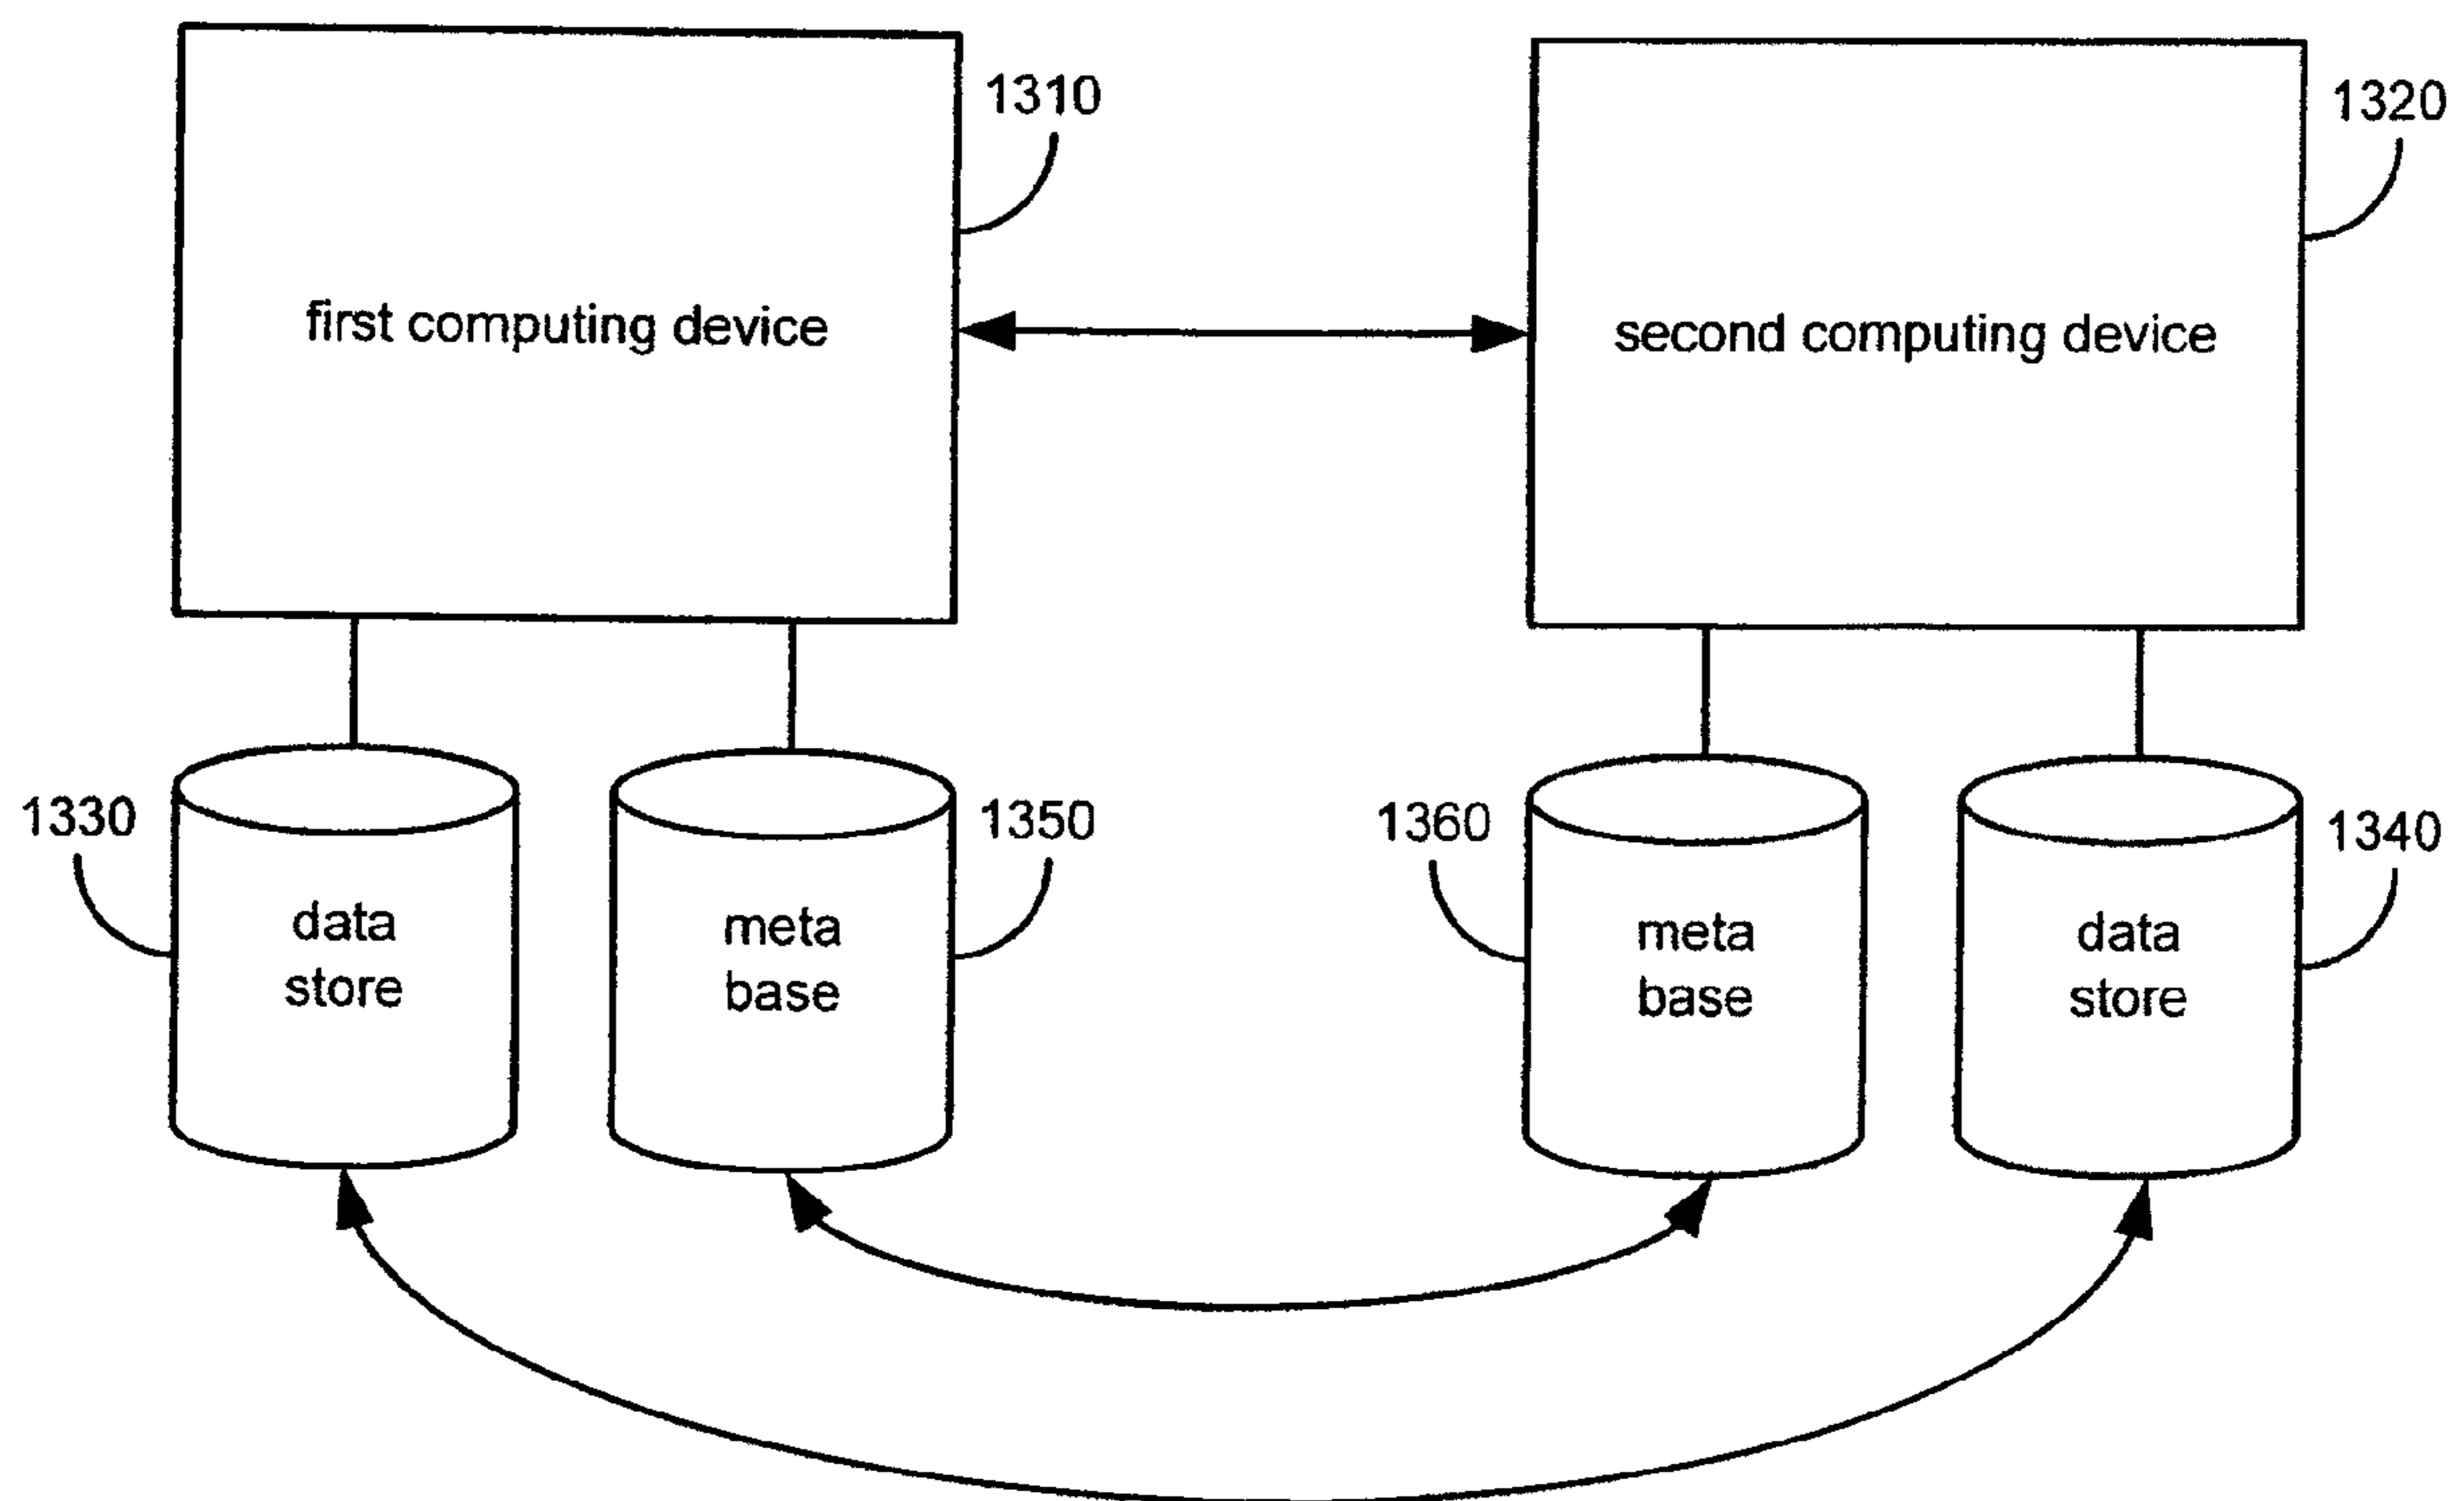 1310
1320
first computing device
second computing device
1330
1350
1360
1340
data
store
meta
base
meta
base
data
store